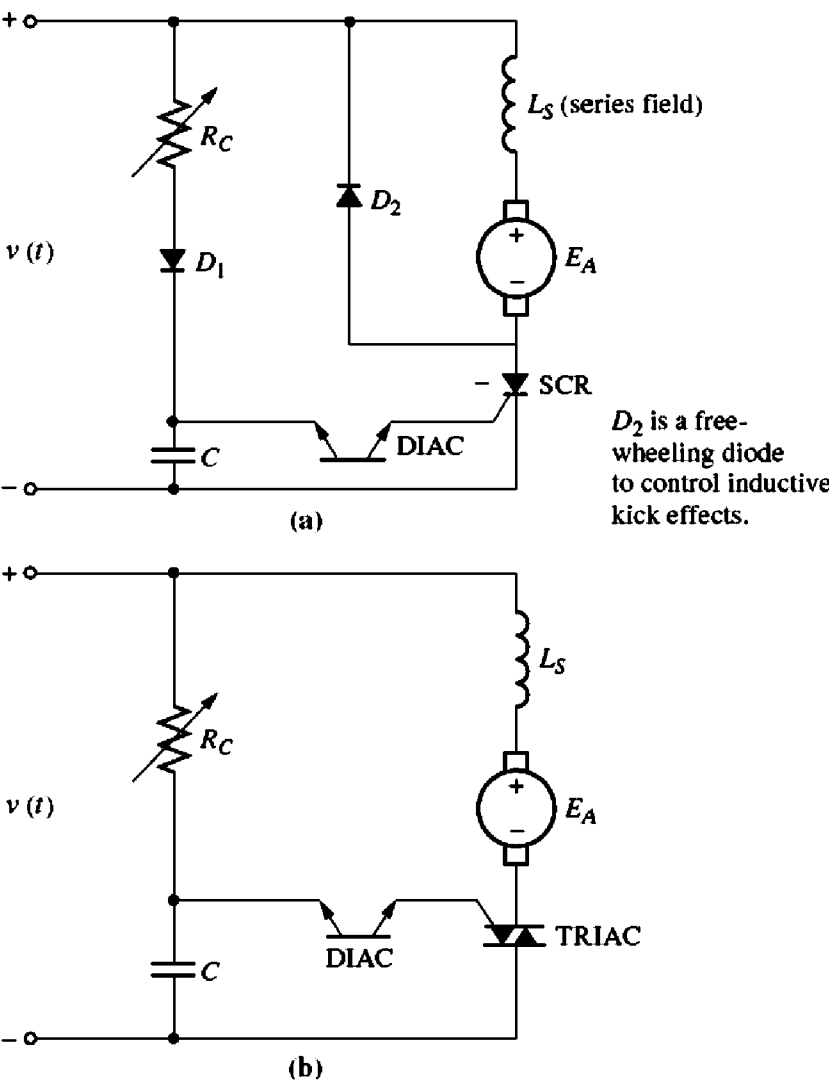 +
L_S (series field)
R_C
D_2
v (t)
D_1
+
E_A
−
− SCR
DIAC
C
−
D_2 is a free-
wheeling diode
to control inductive
kick effects.
(a)
+
L_S
R_C
v (t)
+
E_A
−
DIAC
TRIAC
C
−
(b)